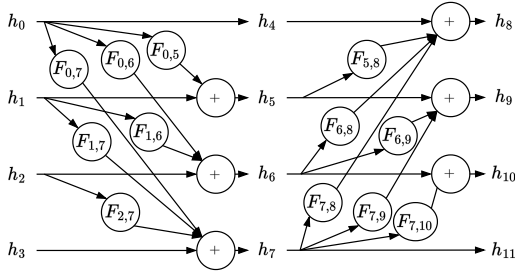 h₀ h₄ + h₈
F₀,₇ F₀,₆ F₀,₅ F₅,₈
h₁ + h₅ + h₉
F₁,₇ F₁,₆ F₆,₈ F₆,₉
h₂ + h₆ + h₁₀
F₂,₇ F₇,₈ F₇,₉ F₇,₁₀
h₃ + h₇ h₁₁